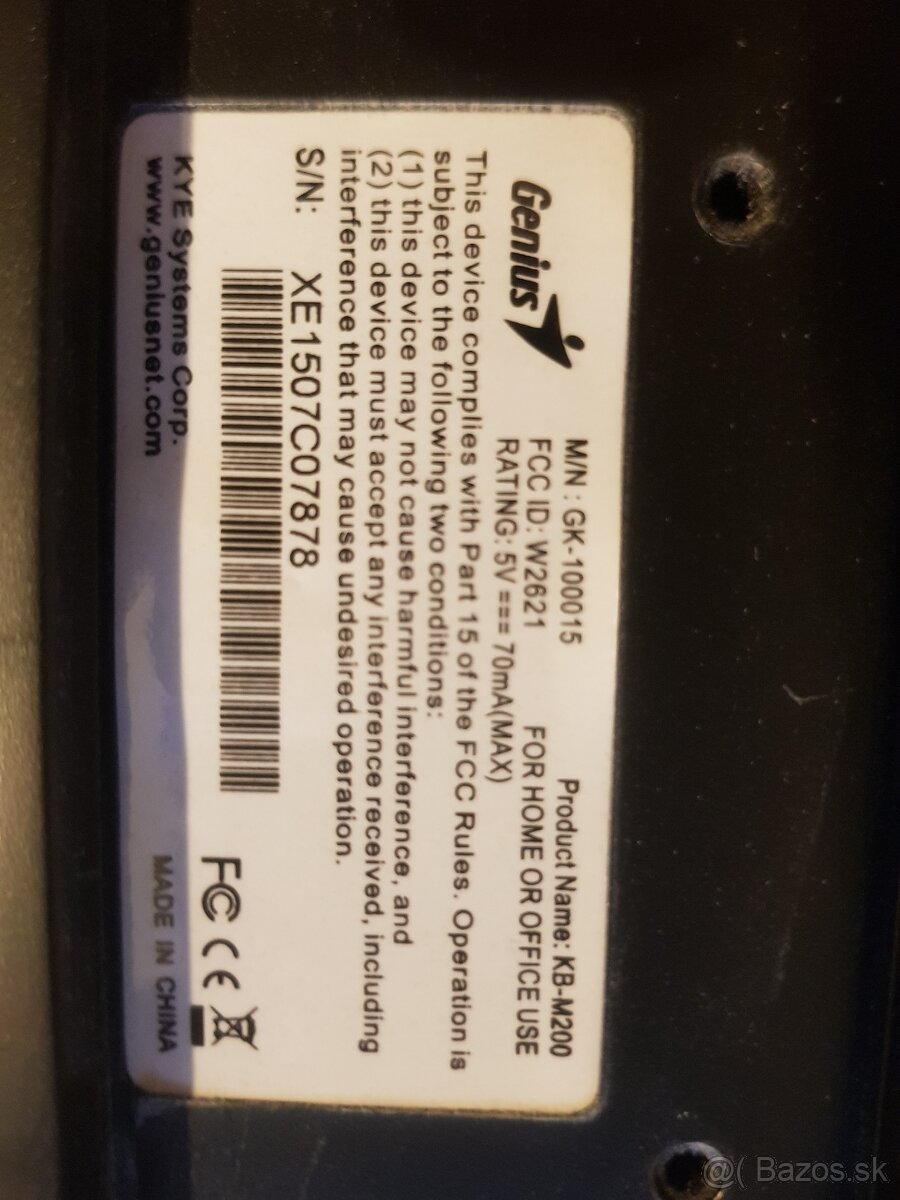 Genius
M/N : GK-100015
Product Name: KB-M200
FCC ID: W2621
FOR HOME OR OFFICE USE
RATING: 5V === 70mA(MAX)
This device complies with Part 15 of the FCC Rules. Operation is
subject to the following two conditions:
(1) this device may not cause harmful interference, and
(2) this device must accept any interference received, including
interference that may cause undesired operation.
S/N: XE1507C07878
FC CE
KYE Systems Corp.
www.geniusnet.com
MADE IN CHINA
@( Bazos.sk